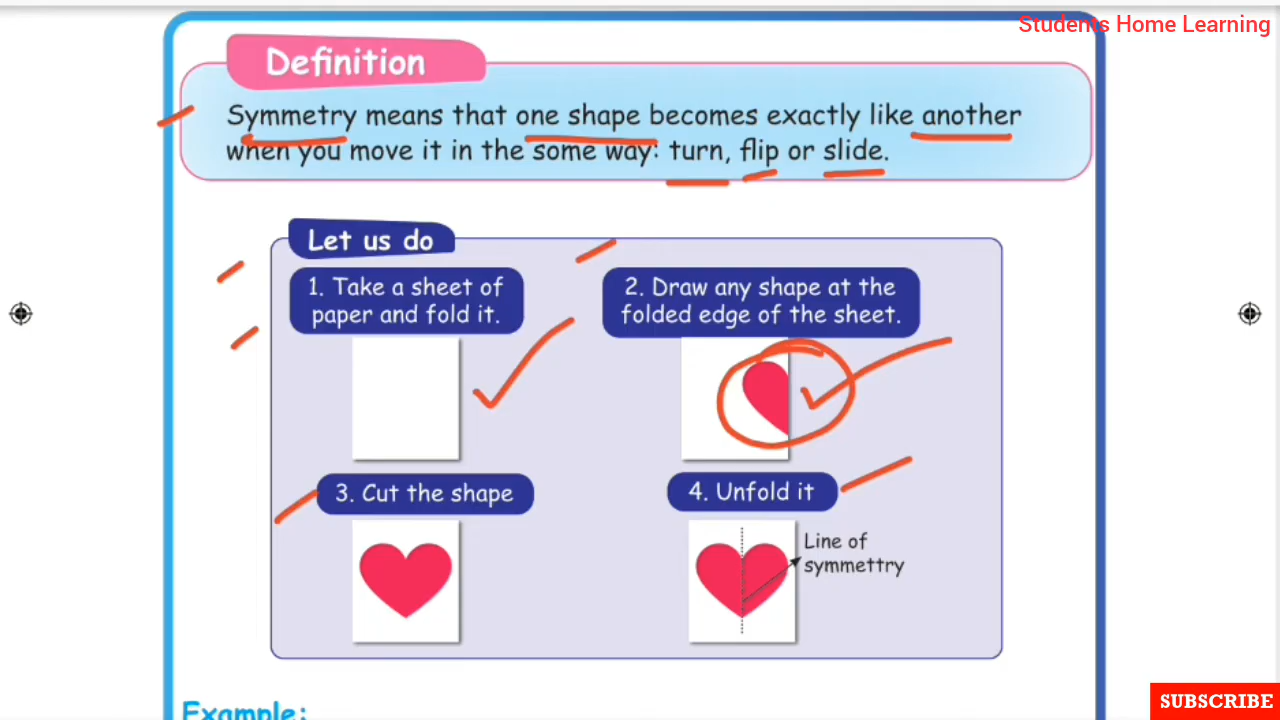 Students Home Learning
Definition
Symmetry means that one shape becomes exactly like another
when you move it in the some way: turn, flip or slide.
Let us do
1. Take a sheet of
paper and fold it.
2. Draw any shape at the
folded edge of the sheet.
3. Cut the shape
4. Unfold it
Line of
symmettry
Example:
SUBSCRIBE